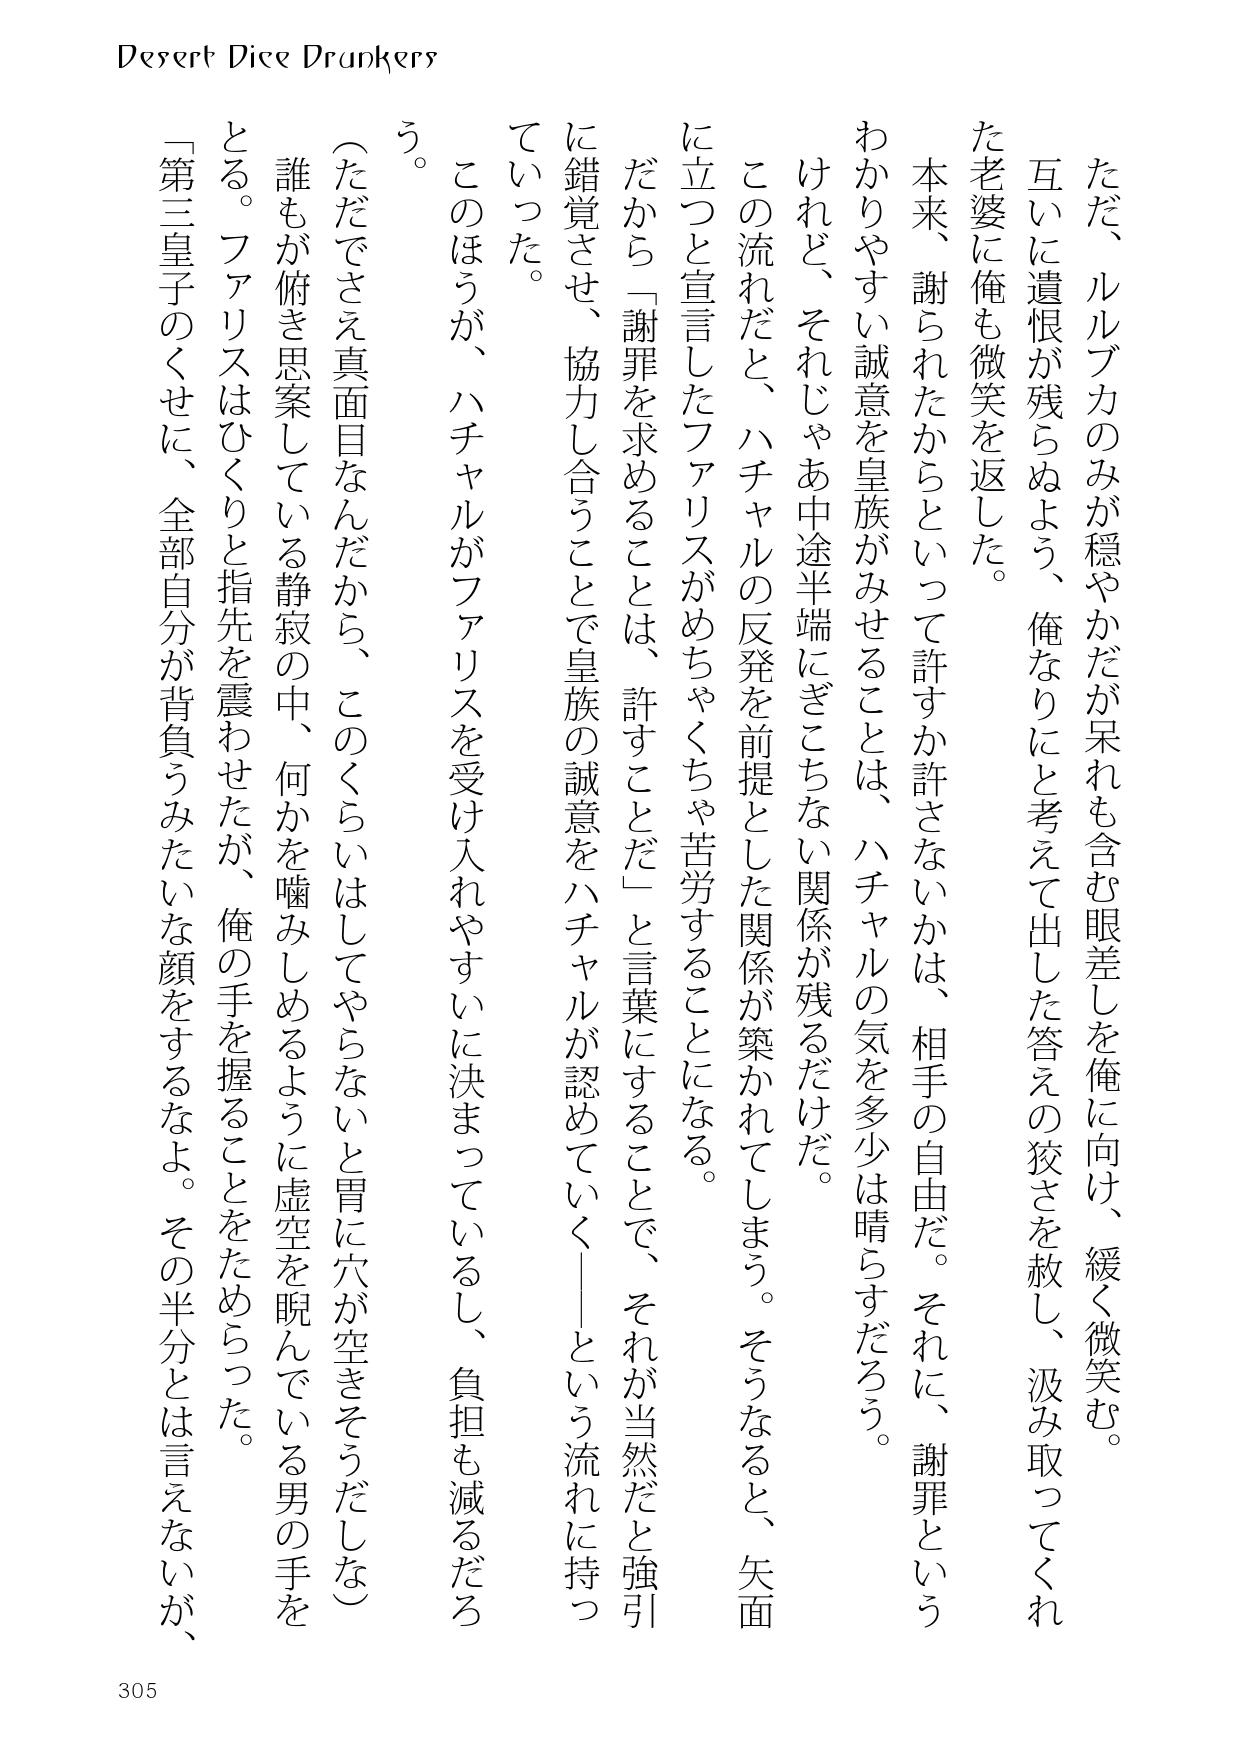 Desert Dice Drunkers
　ただ、ルルブカのみが穏やかだが呆れも含む眼差しを俺に向け、緩く微笑む。
　互いに遺恨が残らぬよう、俺なりにと考えて出した答えの狡さを赦し、汲み取ってくれ
た老婆に俺も微笑を返した。
　本来、謝られたからといって許すか許さないかは、相手の自由だ。それに、謝罪という
わかりやすい誠意を皇族がみせることは、ハチャルの気を多少は晴らすだろう。
　けれど、それじゃあ中途半端にぎこちない関係が残るだけだ。
　この流れだと、ハチャルの反発を前提とした関係が築かれてしまう。そうなると、矢面
に立つと宣言したファリスがめちゃくちゃ苦労することになる。
　だから「謝罪を求めることは、許すことだ」と言葉にすることで、それが当然だと強引
に錯覚させ、協力し合うことで皇族の誠意をハチャルが認めていく――という流れに持っ
ていった。
　このほうが、ハチャルがファリスを受け入れやすいに決まっているし、負担も減るだろ
う。
（ただでさえ真面目なんだから、このくらいはしてやらないと胃に穴が空きそうだしな）
　誰もが俯き思案している静寂の中、何かを噛みしめるように虚空を睨んでいる男の手を
とる。ファリスはひくりと指先を震わせたが、俺の手を握ることをためらった。
「第三皇子のくせに、全部自分が背負うみたいな顔をするなよ。その半分とは言えないが、
305